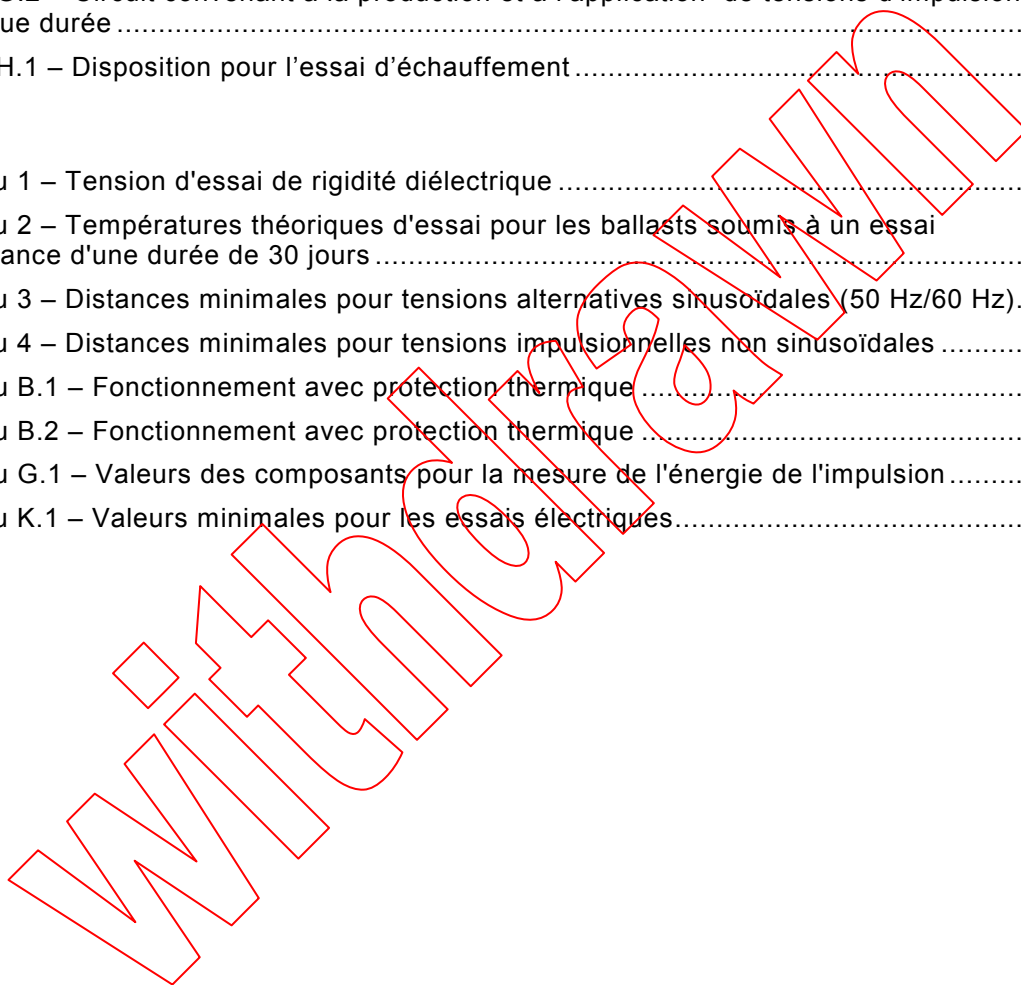 Circuit convenant à la production et à l'application de tensions d'impulsion
ue durée
H.1 – Disposition pour l’essai d’échauffement
u 1 – Tension d'essai de rigidité diélectrique
u 2 – Températures théoriques d'essai pour les ballasts soumis à un essai
ance d'une durée de 30 jours
u 3 – Distances minimales pour tensions alternatives sinusoïdales (50 Hz/60 Hz).
u 4 – Distances minimales pour tensions impulsionnelles non sinusoïdales
u B.1 – Fonctionnement avec protection thermique
u B.2 – Fonctionnement avec protection thermique
u G.1 – Valeurs des composants pour la mesure de l'énergie de l'impulsion
u K.1 – Valeurs minimales pour les essais électriques
withdrawn